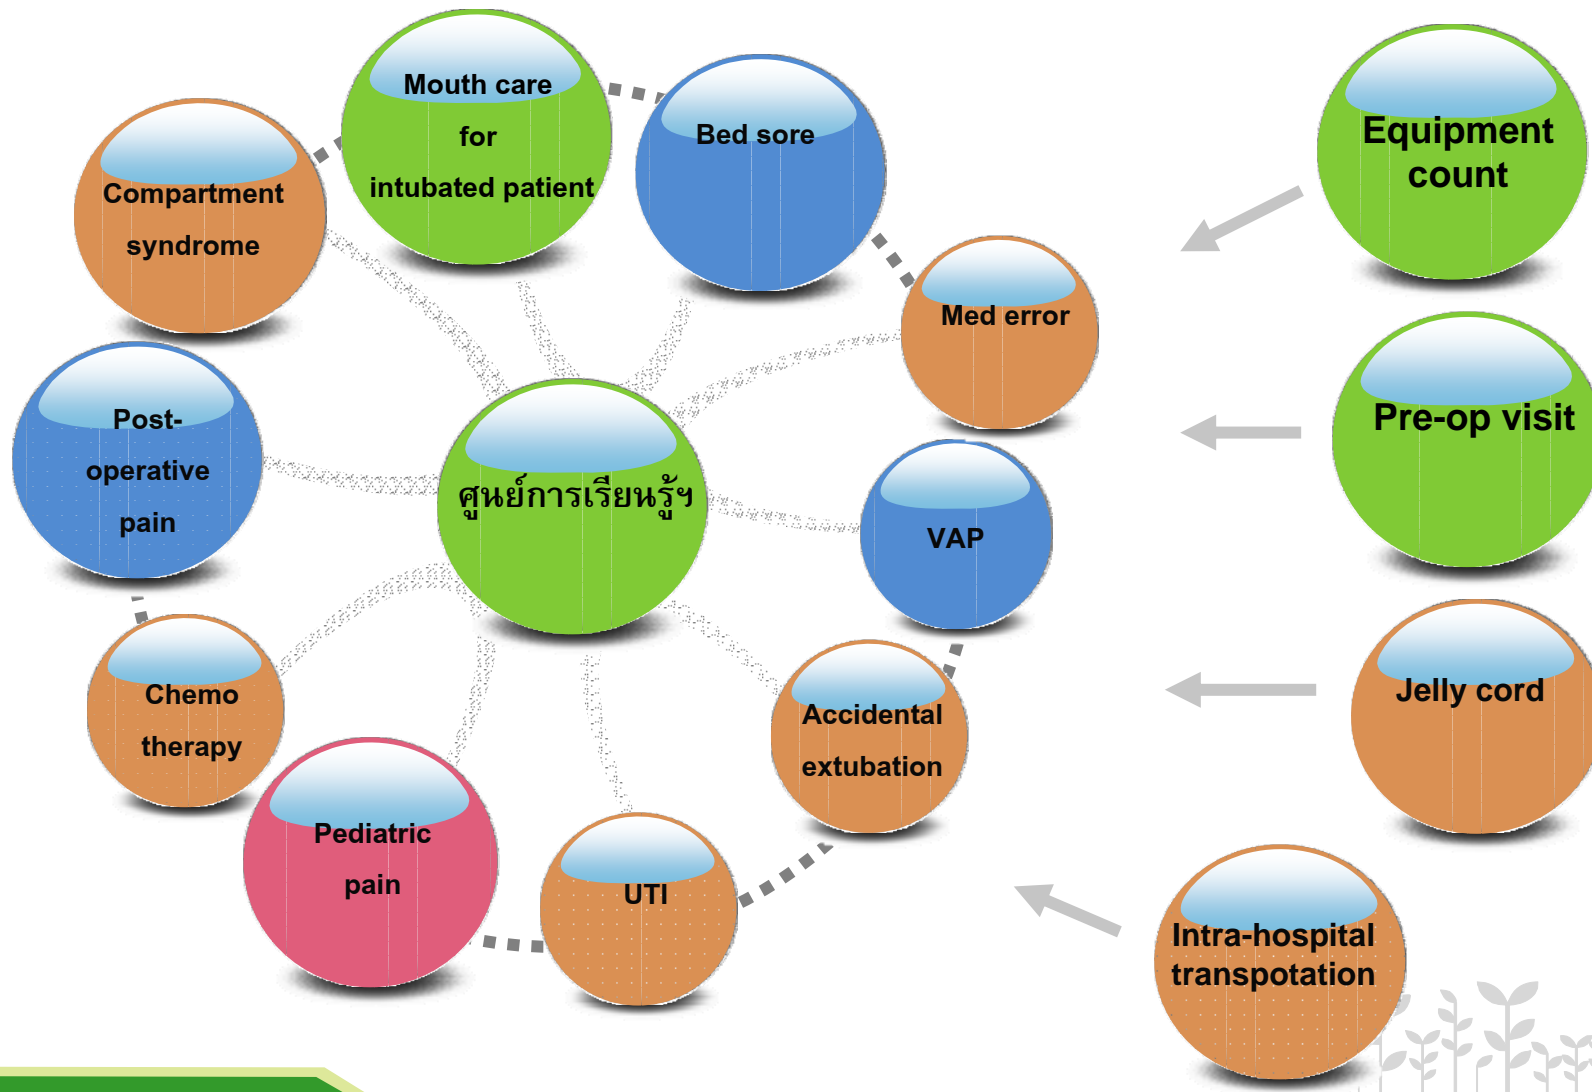 Mouth care
for
intubated patient
Bed sore
Compartment
syndrome
Med error
Post-
operative
pain
ศูนย์การเรียนรู้ฯ
VAP
Chemo
therapy
Accidental
extubation
Pediatric
pain
UTI
Equipment
count
Pre-op visit
Jelly cord
Intra-hospital
transpotation